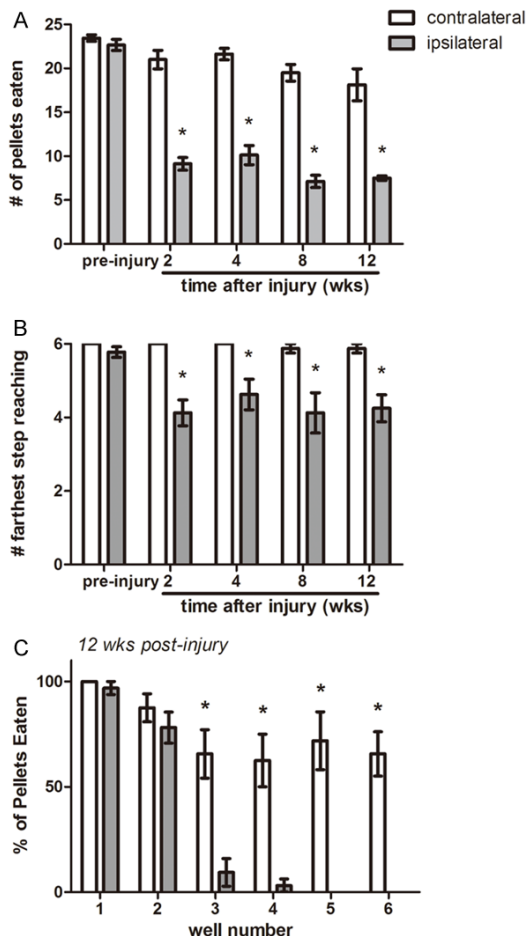 A
contralateral
ipsilateral
# of pellets eaten
25
20
15
10
5
0
* * * *
pre-injury 2 4 8 12
time after injury (wks)
B
# farthest step reaching
6
4
2
0
* * * *
pre-injury 2 4 8 12
time after injury (wks)
C
12 wks post-injury
% of Pellets Eaten
100
50
0
* * * *
1 2 3 4 5 6
well number